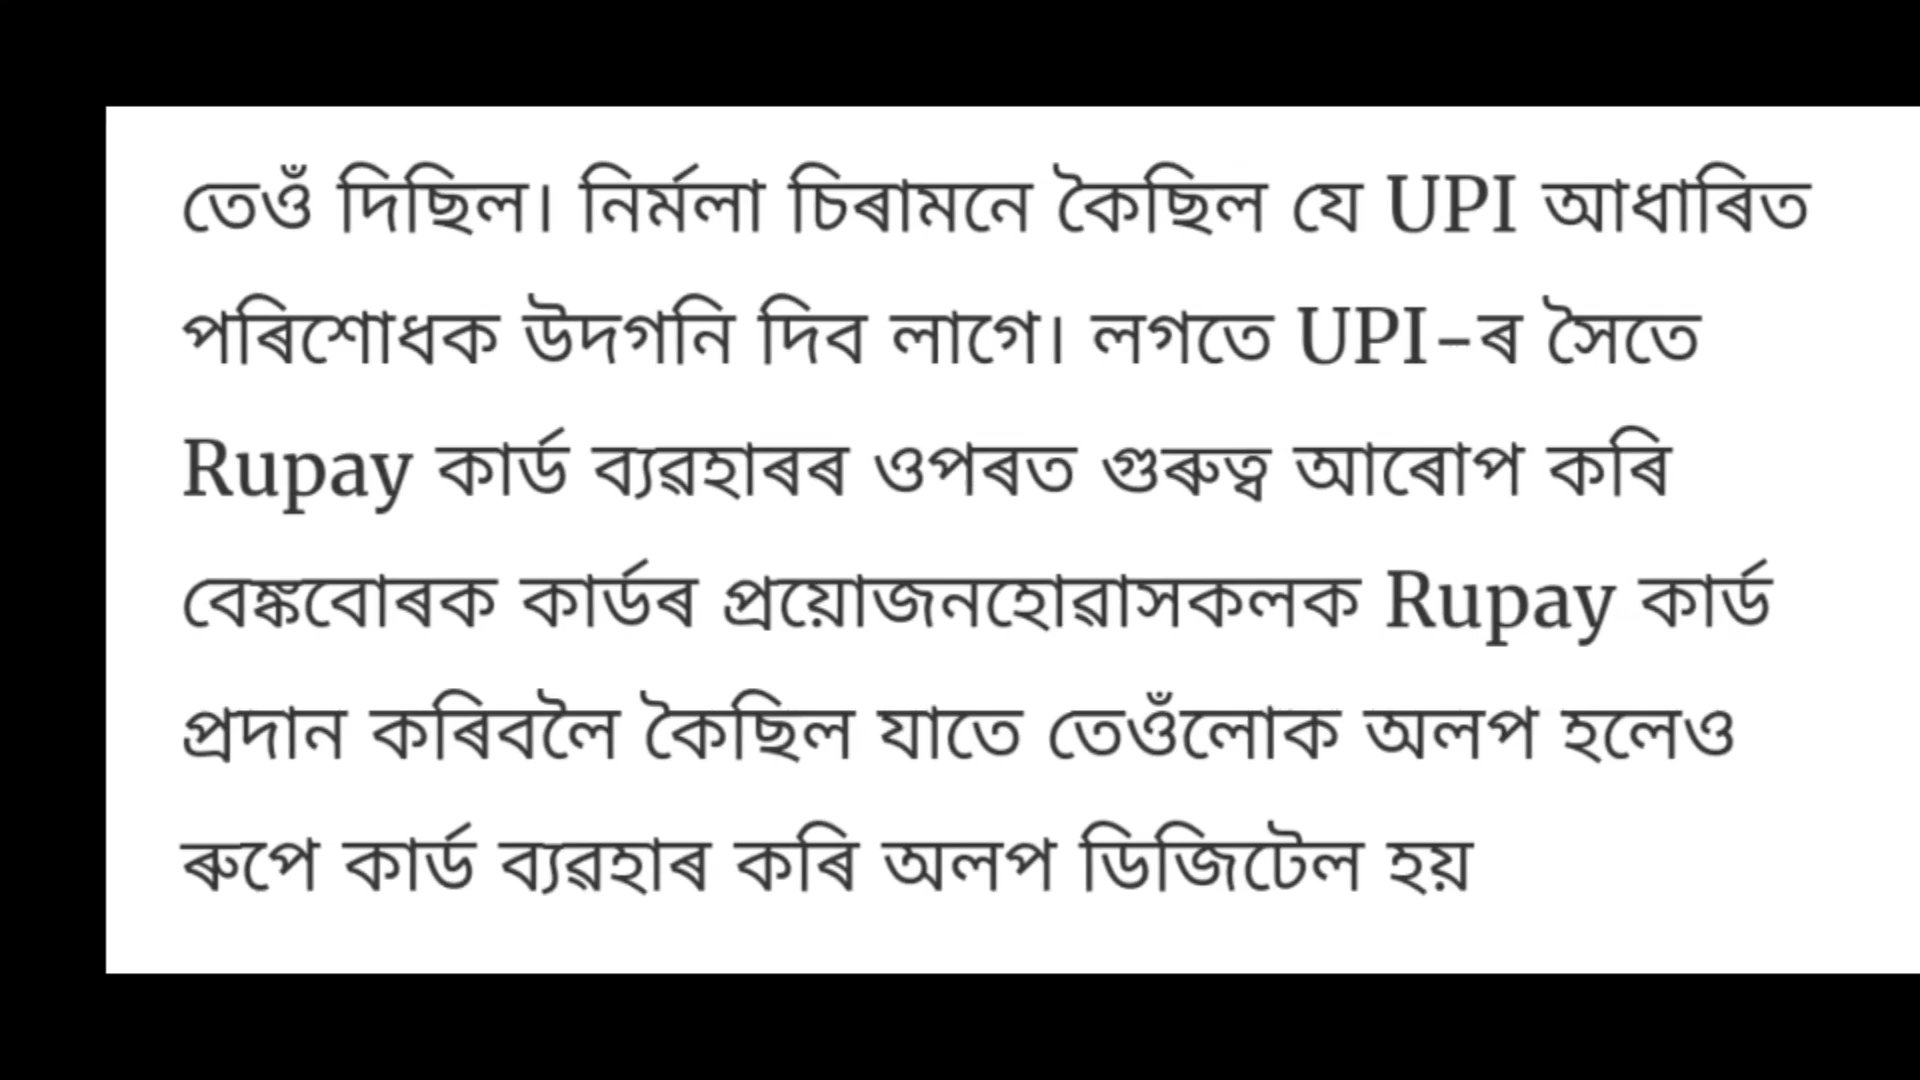 তেওঁ দিছিল। নিৰ্মলা চিৰামনে কৈছিল যে UPI আধাৰিত
পৰিশোধক উদগনি দিব লাগে। লগতে UPI-ৰ সৈতে
Rupay কাৰ্ড ব্যৱহাৰৰ ওপৰত গুৰুত্ব আৰোপ কৰি
বেঙ্কবোৰক কাৰ্ডৰ প্ৰয়োজনহোৱাসকলক Rupay কাৰ্ড
প্ৰদান কৰিবলৈ কৈছিল যাতে তেওঁলোক অলপ হলেও
ৰুপে কাৰ্ড ব্যৱহাৰ কৰি অলপ ডিজিটেল হয়